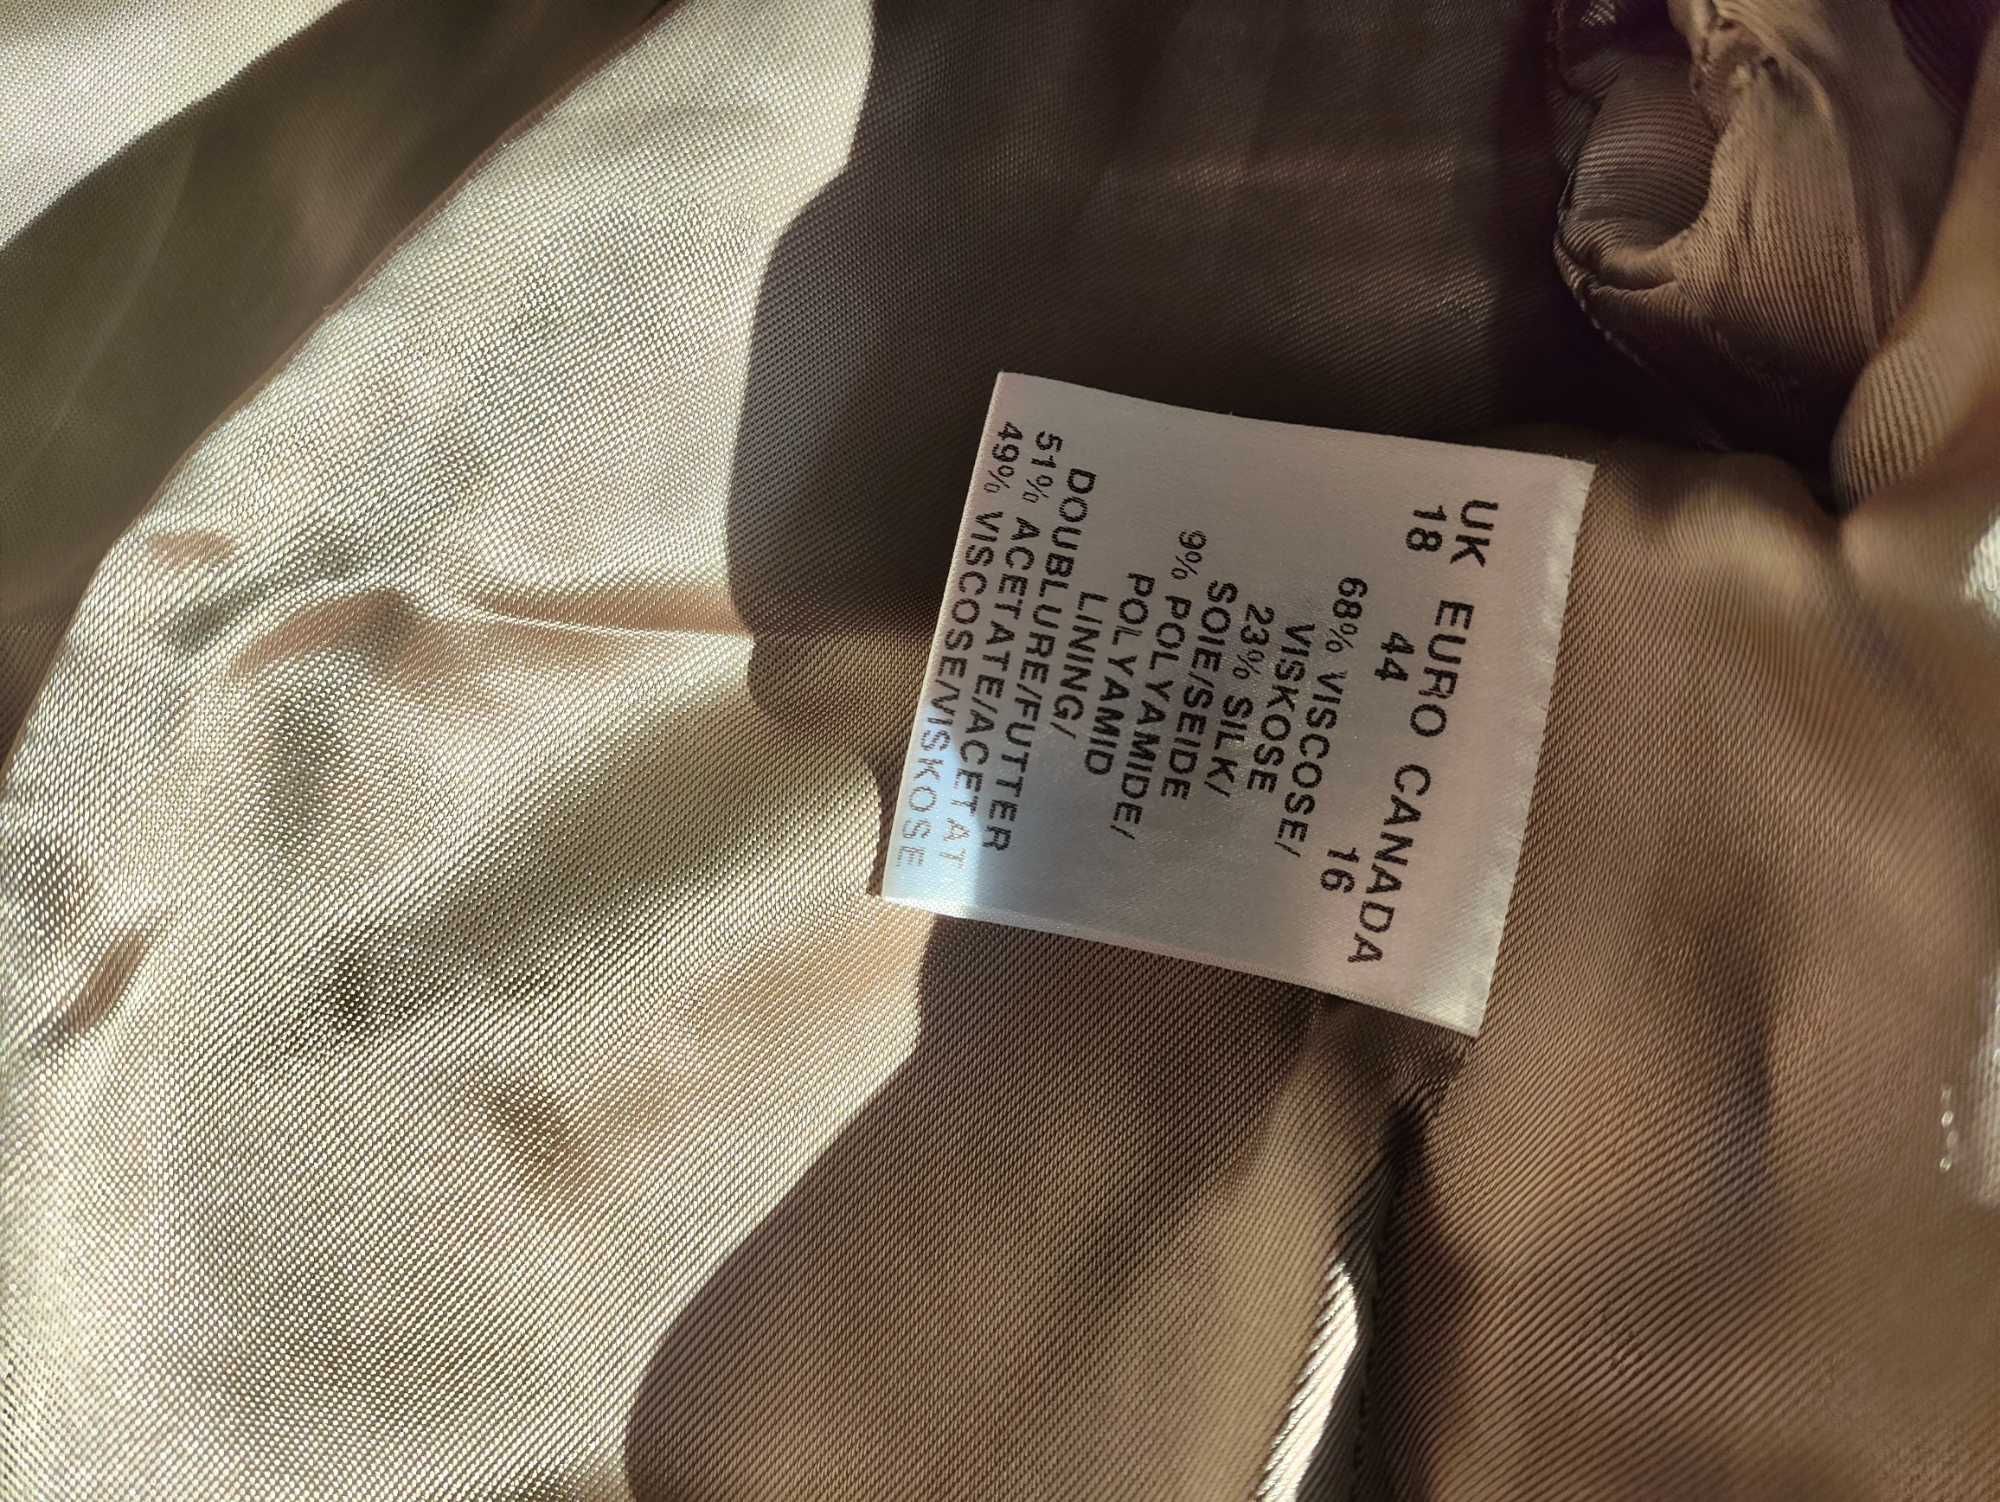 UK EURO CANADA
18 44 16
68% VISCOSE/
VISKOSE
23% SILK/
SOIE/SEIDE
9% POLYAMIDE/
POLYAMID
LINING/
DOUBLURE/FUTTER
51% ACETATE/ACETAT
49% VISCOSE/VISKOSE